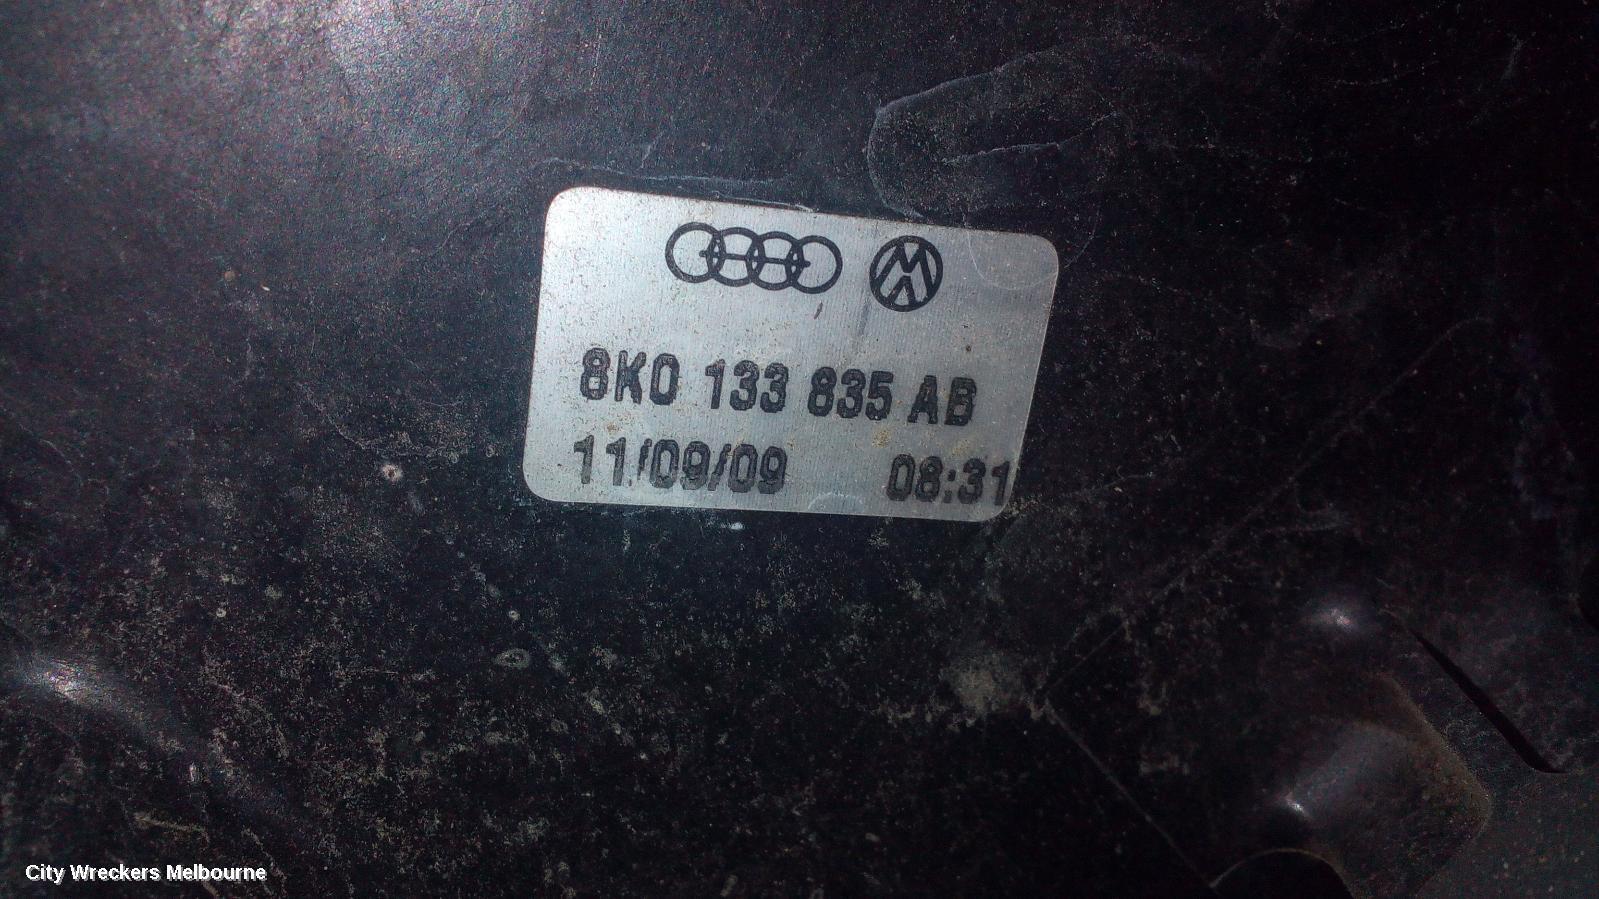 8K0 133 835 AB
11/09/09 08:31
City Wreckers Melbourne